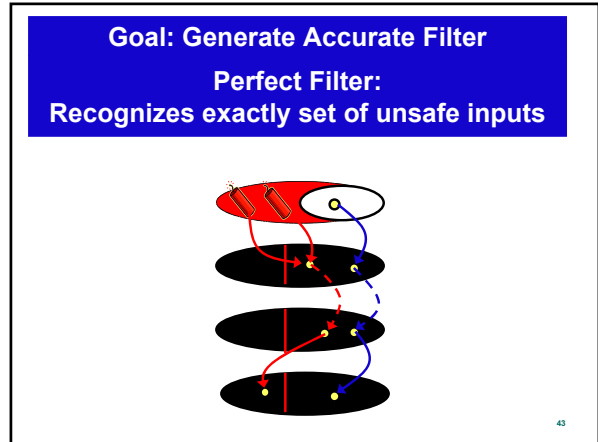 Goal: Generate Accurate Filter
Perfect Filter:
Recognizes exactly set of unsafe inputs
43